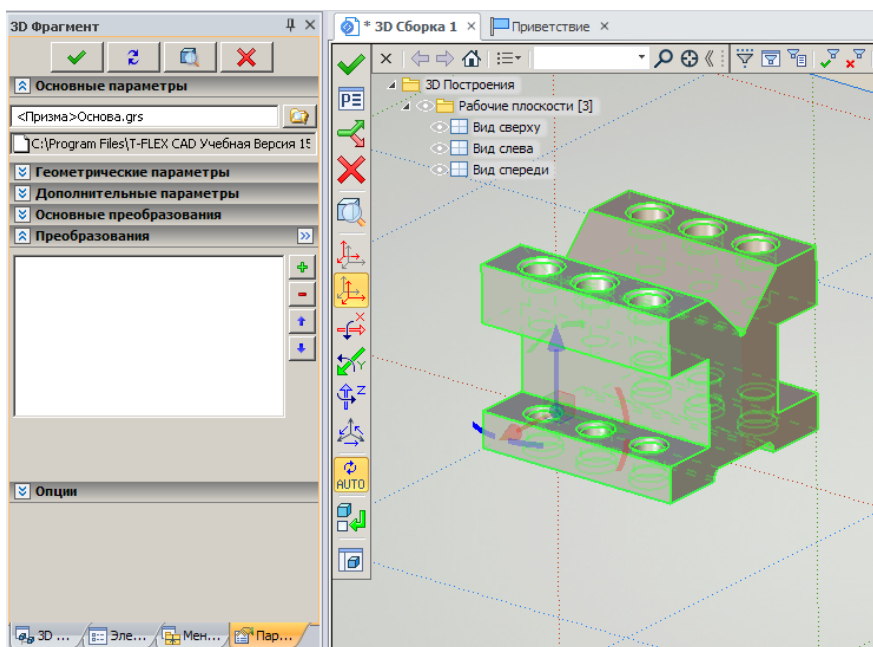 3D Фрагмент
Основные параметры
<Призма>Основа.grs
C:\Program Files\T-FLEX CAD Учебная Версия 15
Геометрические параметры
Дополнительные параметры
Основные преобразования
Преобразования
Опции
3D ...
Эле...
Мен...
Пар...
* 3D Сборка 1
Приветствие
3D Построения
Рабочие плоскости [3]
Вид сверху
Вид слева
Вид спереди
X
Y
Z
AUTO